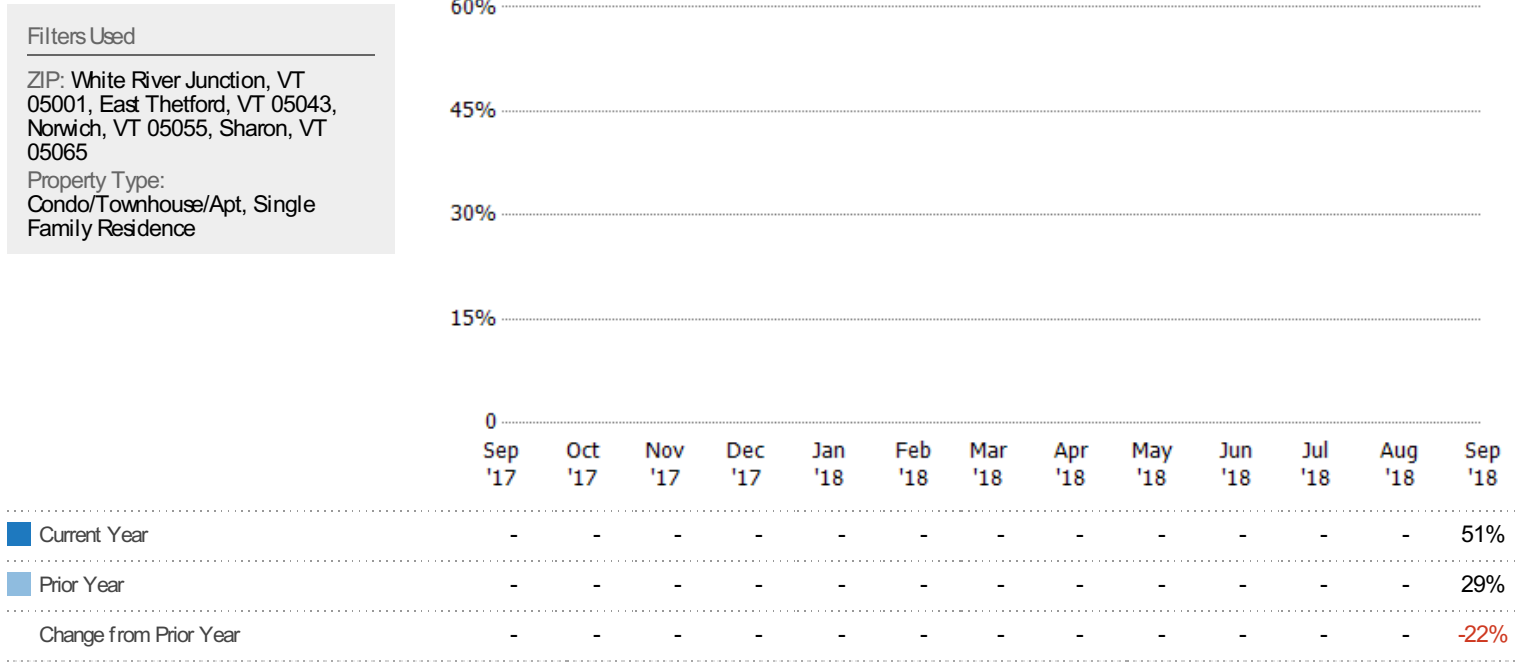 Filters Used
ZIP: White River Junction, VT
05001, East Thetford, VT 05043,
Norwich, VT 05055, Sharon, VT
05065
Property Type:
Condo/Townhouse/Apt, Single
Family Residence
60%
45%
30%
15%
0
Sep Oct Nov Dec Jan Feb Mar Apr May Jun Jul Aug Sep
'17 '17 '17 '17 '18 '18 '18 '18 '18 '18 '18 '18 '18
Current Year - - - - - - - - - - - - 51%
Prior Year - - - - - - - - - - - - 29%
Change from Prior Year - - - - - - - - - - - - -22%